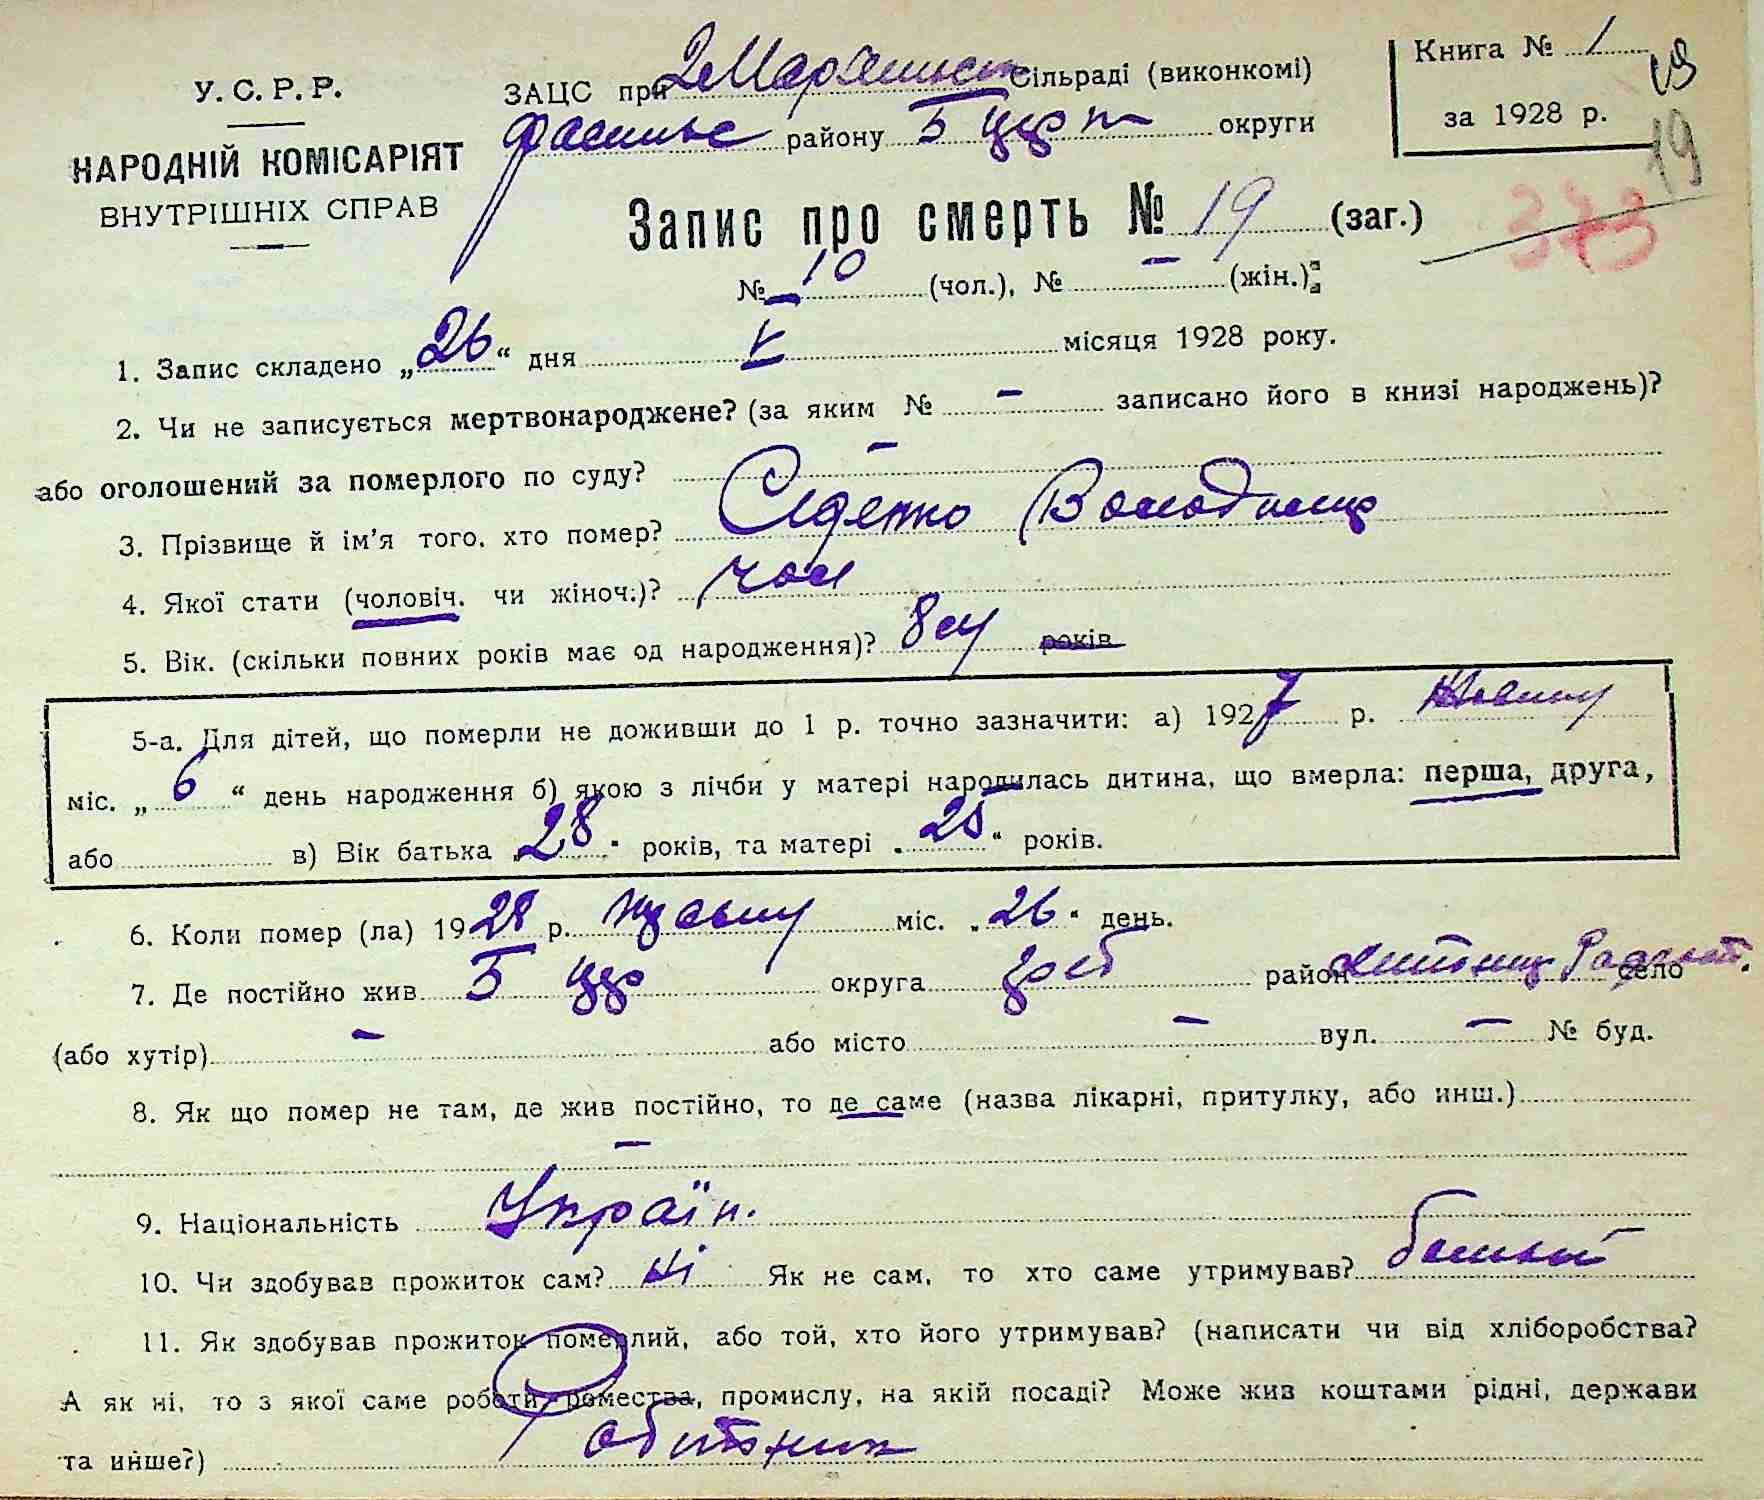 У. С. Р. Р.
НАРОДНІЙ КОМІСАРІЯТ
ВНУТРІШНІХ СПРАВ
ЗАЦС при Сільраді (виконкомі)
району округи
Книга № 1
за 1928 р.
19
19
373
Запис про смерть № 19 (заг.)
№ 10 (чол.), № – (жін.)
1. Запис складено „26“ дня V місяця 1928 року.
2. Чи не записується мертвонароджене? (за яким № – записано його в книзі народжень)?
або оголошений за померлого по суду? –
3. Прізвище й ім’я того, хто помер? Володимир
4. Якої стати (чоловіч. чи жіноч.)? чол
5. Вік. (скільки повних років має од народження)? 8 років
5-а. Для дітей, що померли не доживши до 1 р. точно зазначити: а) 1927 р.
міс. „6“ день народження б) якою з лічби у матері народилась дитина, що вмерла: перша, друга,
або в) Вік батька „28“ років, та матері „25“ років.
6. Коли помер (ла) 1928 р. міс. „26“ день.
7. Де постійно жив округа район село
(або хутір) – або місто – вул. – № буд.
8. Як що помер не там, де жив постійно, то де саме (назва лікарні, притулку, або инш.)
–
9. Національність Україн.
10. Чи здобував прожиток сам? ні Як не сам, то хто саме утримував? батько
11. Як здобував прожиток померлий, або той, хто його утримував? (написати чи від хліборобства?
А як ні, то з якої саме роботи, ремества, промислу, на якій посаді? Може жив коштами рідні, держави
та инше?) Робітник